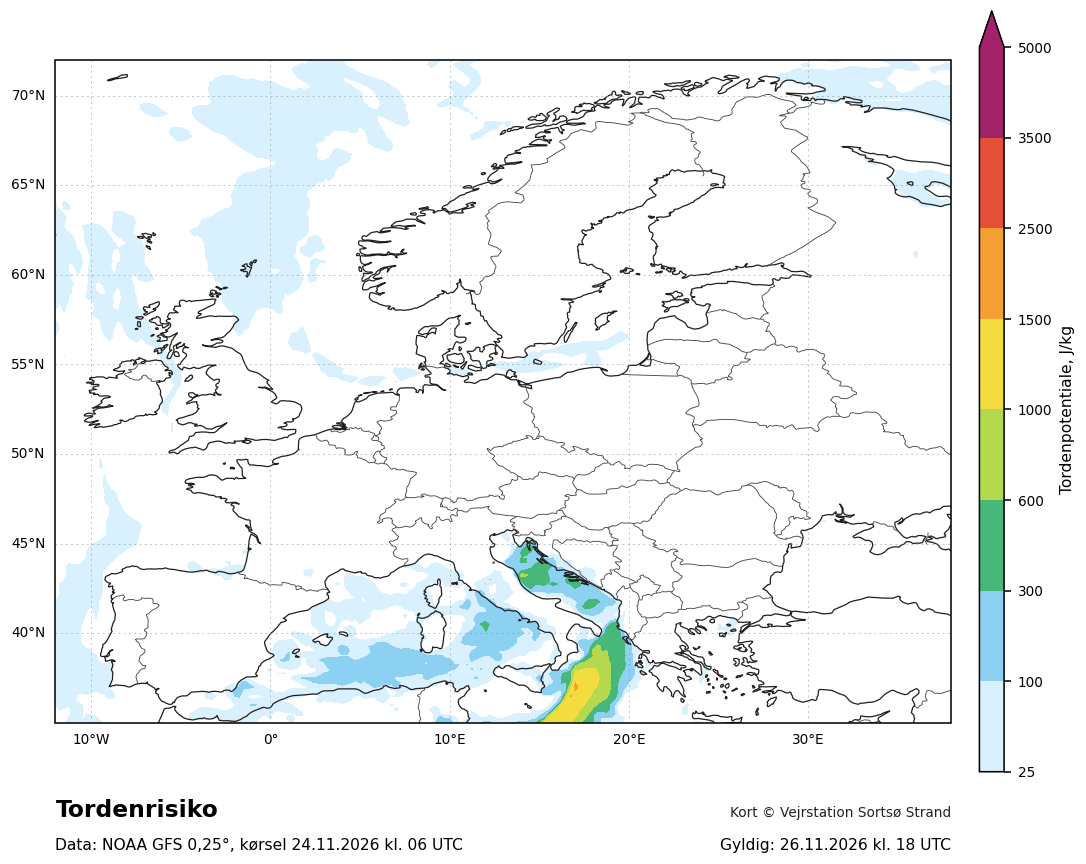 70°N
65°N
60°N
55°N
50°N
45°N
40°N
10°W
0°
10°E
20°E
30°E
5000
3500
2500
1500
1000
600
300
100
25
Tordenpotentiale, J/kg
Tordenrisiko
Kort © Vejrstation Sortsø Strand
Data: NOAA GFS 0,25°, kørsel 24.11.2026 kl. 06 UTC
Gyldig: 26.11.2026 kl. 18 UTC